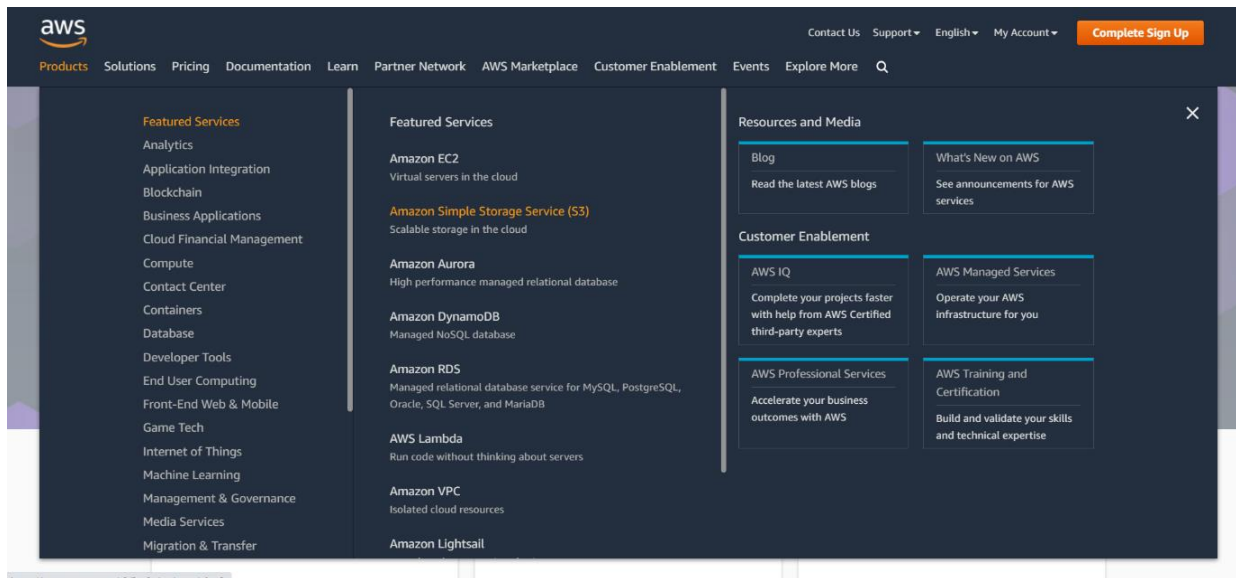 aws
Contact Us Support English My Account Complete Sign Up
Products Solutions Pricing Documentation Learn Partner Network AWS Marketplace Customer Enablement Events Explore More
Featured Services
Analytics
Application Integration
Blockchain
Business Applications
Cloud Financial Management
Compute
Contact Center
Containers
Database
Developer Tools
End User Computing
Front-End Web & Mobile
Game Tech
Internet of Things
Machine Learning
Management & Governance
Media Services
Migration & Transfer
Featured Services
Amazon EC2
Virtual servers in the cloud
Amazon Simple Storage Service (S3)
Scalable storage in the cloud
Amazon Aurora
High performance managed relational database
Amazon DynamoDB
Managed NoSQL database
Amazon RDS
Managed relational database service for MySQL, PostgreSQL,
Oracle, SQL Server, and MariaDB
AWS Lambda
Run code without thinking about servers
Amazon VPC
Isolated cloud resources
Amazon Lightsail
Resources and Media
Blog
Read the latest AWS blogs
What's New on AWS
See announcements for AWS
services
Customer Enablement
AWS IQ
Complete your projects faster
with help from AWS Certified
third-party experts
AWS Managed Services
Operate your AWS
infrastructure for you
AWS Professional Services
Accelerate your business
outcomes with AWS
AWS Training and
Certification
Build and validate your skills
and technical expertise